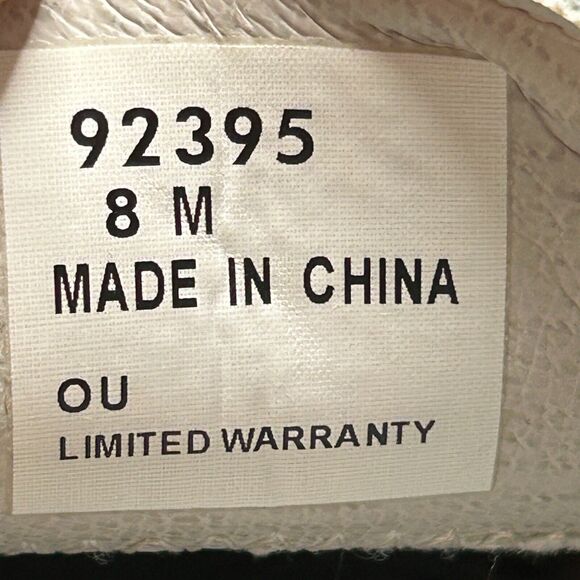 92395
8 M
MADE IN CHINA
OU
LIMITED WARRANTY